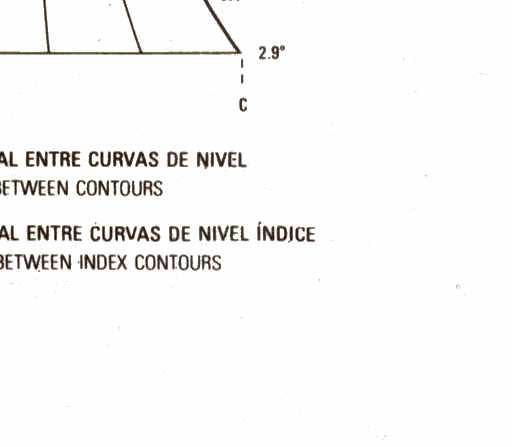 2.9°
C
AL ENTRE CURVAS DE NIVEL
BETWEEN CONTOURS
AL ENTRE CURVAS DE NIVEL ÍNDICE
BETWEEN INDEX CONTOURS